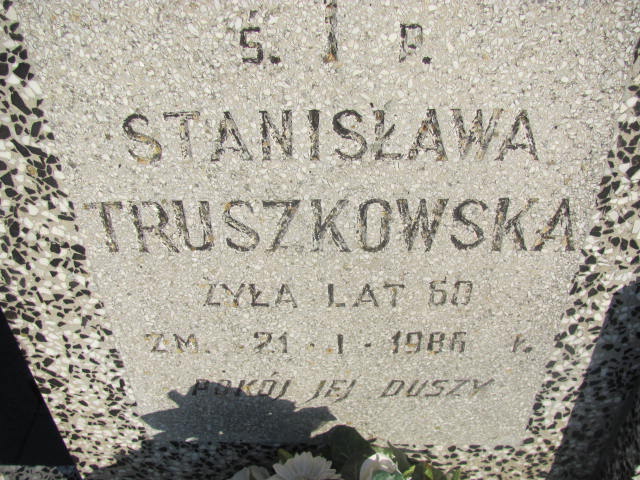 Ś. P.
STANISŁAWA
TRUSZKOWSKA
ŻYŁA LAT 60
ZM. 21-I-1986 R.
POKÓJ JEJ DUSZY